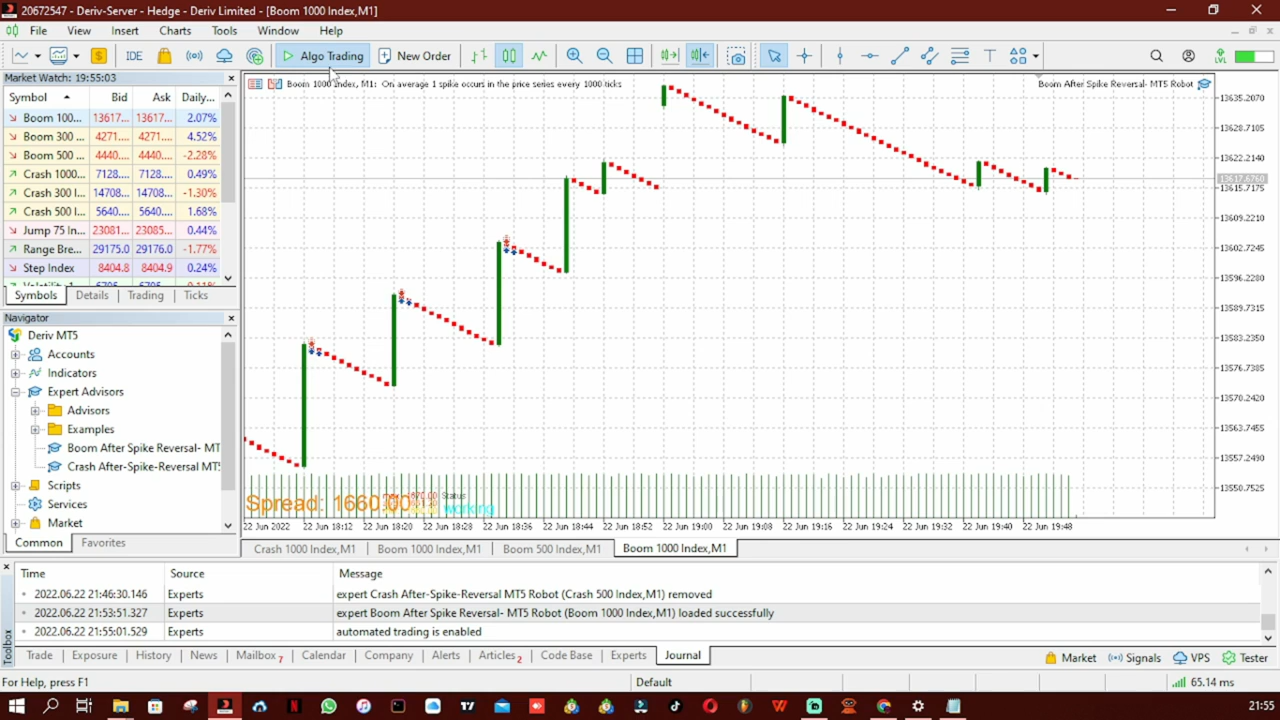 20672547 - Deriv-Server - Hedge - Deriv Limited - [Boom 1000 Index,M1]
File View Insert Charts Tools Window Help
IDE Algo Trading New Order
Market Watch: 19:55:03
Symbol Bid Ask Daily...
Boom 100... 13617... 13617... 2.07%
Boom 300 ... 4271.... 4271.... 4.52%
Boom 500 ... 4440.... 4440.... -2.28%
Crash 1000... 7128.... 7128.... 0.49%
Crash 300 I... 14708... 14708... -1.30%
Crash 500 I... 5640.... 5640.... 1.68%
Jump 75 In... 23081... 23085... 0.44%
Range Bre... 29175.0 29176.0 -1.77%
Step Index 8404.8 8404.9 0.24%
Symbols Details Trading Ticks
Navigator
Deriv MT5
Accounts
Indicators
Expert Advisors
Advisors
Examples
Boom After Spike Reversal- MT
Crash After-Spike-Reversal MT
Scripts
Services
Market
Common Favorites
Boom 1000 Index, M1: On average 1 spike occurs in the price series every 1000 ticks
Boom After Spike Reversal- MT5 Robot
13635.2070
13628.7105
13622.2140
13617.6760
13615.7175
13609.2210
13602.7245
13596.2280
13589.7315
13583.2350
13576.7385
13570.2420
13563.7455
13557.2490
13550.7525
Spread: 1660.00
Status
working
22 Jun 2022 22 Jun 18:12 22 Jun 18:20 22 Jun 18:28 22 Jun 18:36 22 Jun 18:44 22 Jun 18:52 22 Jun 19:00 22 Jun 19:08 22 Jun 19:16 22 Jun 19:24 22 Jun 19:32 22 Jun 19:40 22 Jun 19:48
Crash 1000 Index,M1 Boom 1000 Index,M1 Boom 500 Index,M1 Boom 1000 Index,M1
Time Source Message
2022.06.22 21:46:30.146 Experts expert Crash After-Spike-Reversal MT5 Robot (Crash 500 Index,M1) removed
2022.06.22 21:53:51.327 Experts expert Boom After Spike Reversal- MT5 Robot (Boom 1000 Index,M1) loaded successfully
2022.06.22 21:55:01.529 Experts automated trading is enabled
Toolbox
Trade Exposure History News Mailbox 7 Calendar Company Alerts Articles 2 Code Base Experts Journal Market Signals VPS Tester
For Help, press F1 Default 65.14 ms
21:55